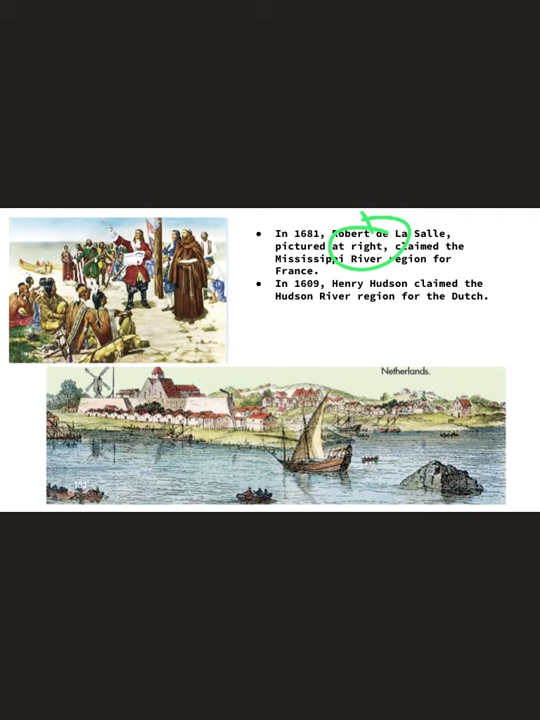 ● In 1681, Robert de La Salle,
pictured at right, claimed the
Mississippi River region for
France.
● In 1609, Henry Hudson claimed the
Hudson River region for the Dutch.
Netherlands.
152